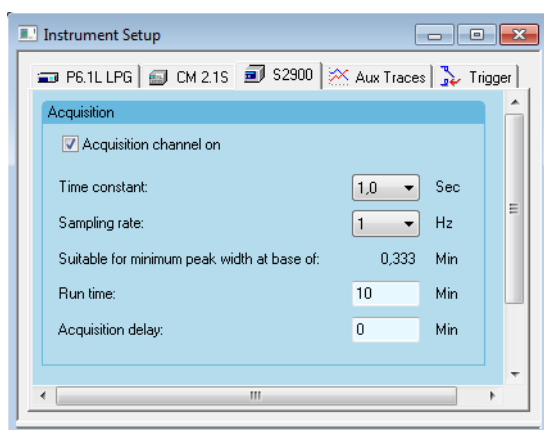 Instrument Setup
P6.1L LPG CM 2.1S S2900 Aux Traces Trigger
Acquisition
Acquisition channel on
Time constant: 1,0 Sec
Sampling rate: 1 Hz
Suitable for minimum peak width at base of: 0,333 Min
Run time: 10 Min
Acquisition delay: 0 Min